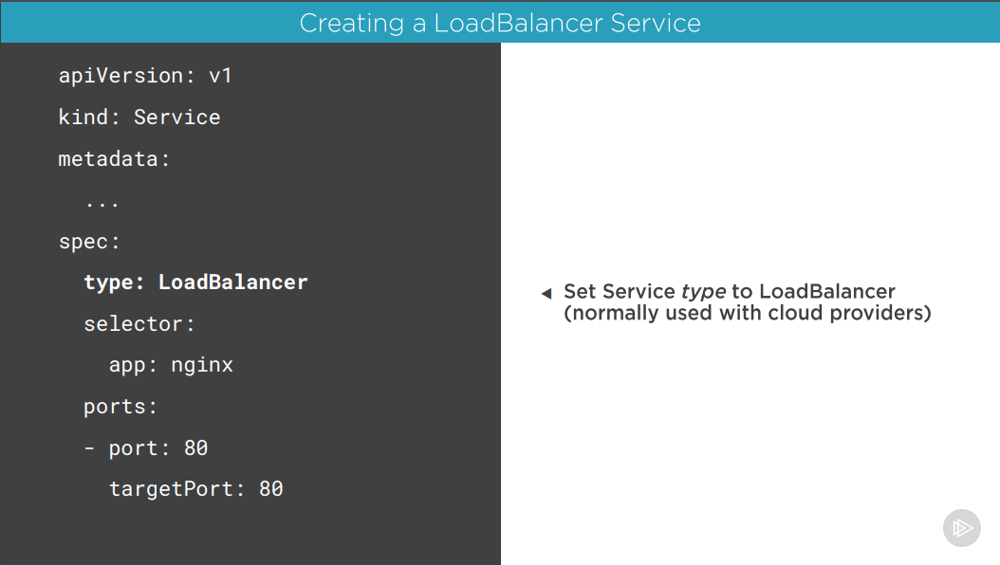 Creating a LoadBalancer Service
apiVersion: v1
kind: Service
metadata:
  ...
spec:
  type: LoadBalancer
  selector:
    app: nginx
  ports:
  - port: 80
    targetPort: 80
Set Service type to LoadBalancer
(normally used with cloud providers)